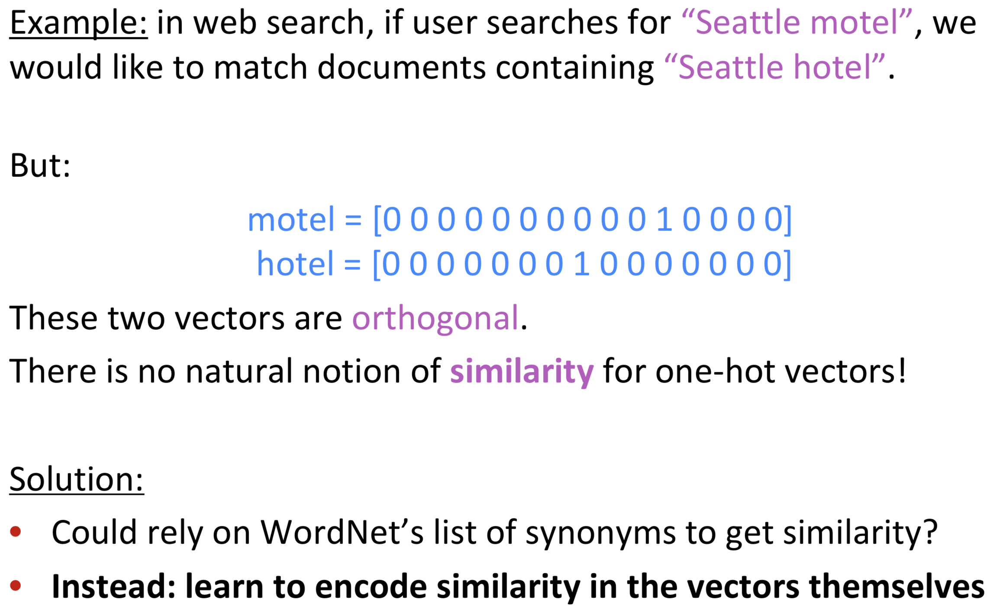 Example: in web search, if user searches for “Seattle motel”, we
would like to match documents containing “Seattle hotel”.
But:
motel = [0 0 0 0 0 0 0 0 0 0 1 0 0 0 0]
hotel = [0 0 0 0 0 0 0 1 0 0 0 0 0 0 0]
These two vectors are orthogonal.
There is no natural notion of similarity for one-hot vectors!
Solution:
• Could rely on WordNet’s list of synonyms to get similarity?
• Instead: learn to encode similarity in the vectors themselves